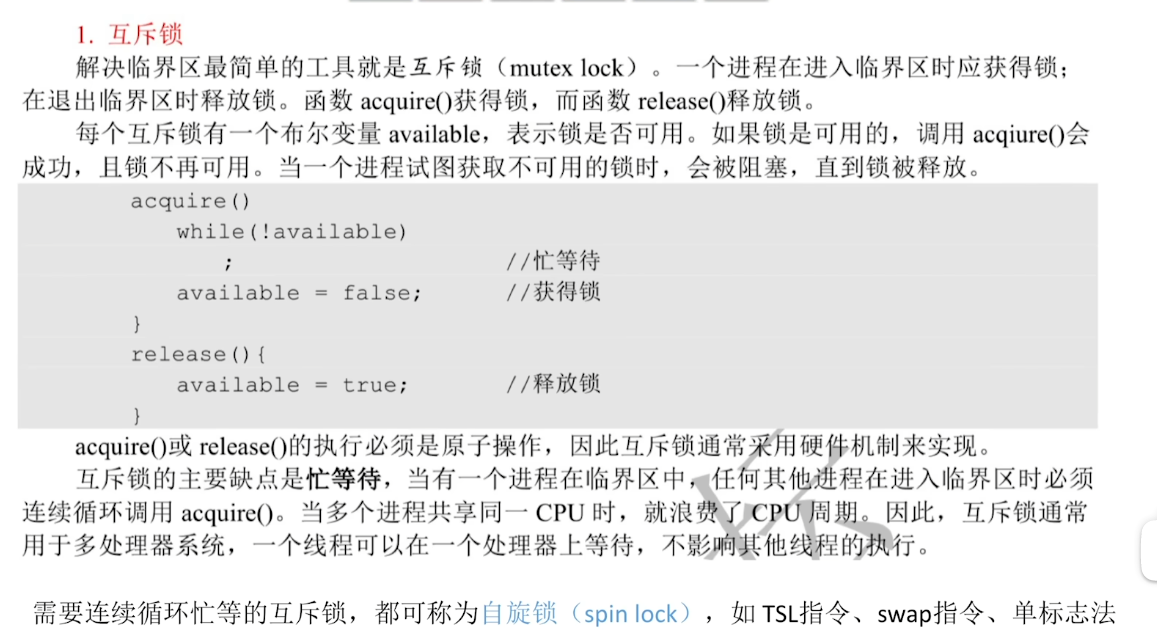 1. 互斥锁
解决临界区最简单的工具就是互斥锁（mutex lock）。一个进程在进入临界区时应获得锁；
在退出临界区时释放锁。函数 acquire()获得锁，而函数 release()释放锁。
每个互斥锁有一个布尔变量 available，表示锁是否可用。如果锁是可用的，调用 acqiure()会
成功，且锁不再可用。当一个进程试图获取不可用的锁时，会被阻塞，直到锁被释放。
acquire()
while(!available)
; //忙等待
available = false; //获得锁
}
release(){
available = true; //释放锁
}
acquire()或 release()的执行必须是原子操作，因此互斥锁通常采用硬件机制来实现。
互斥锁的主要缺点是忙等待，当有一个进程在临界区中，任何其他进程在进入临界区时必须
连续循环调用 acquire()。当多个进程共享同一 CPU 时，就浪费了 CPU 周期。因此，互斥锁通常
用于多处理器系统，一个线程可以在一个处理器上等待，不影响其他线程的执行。
需要连续循环忙等的互斥锁，都可称为自旋锁（spin lock），如 TSL指令、swap指令、单标志法